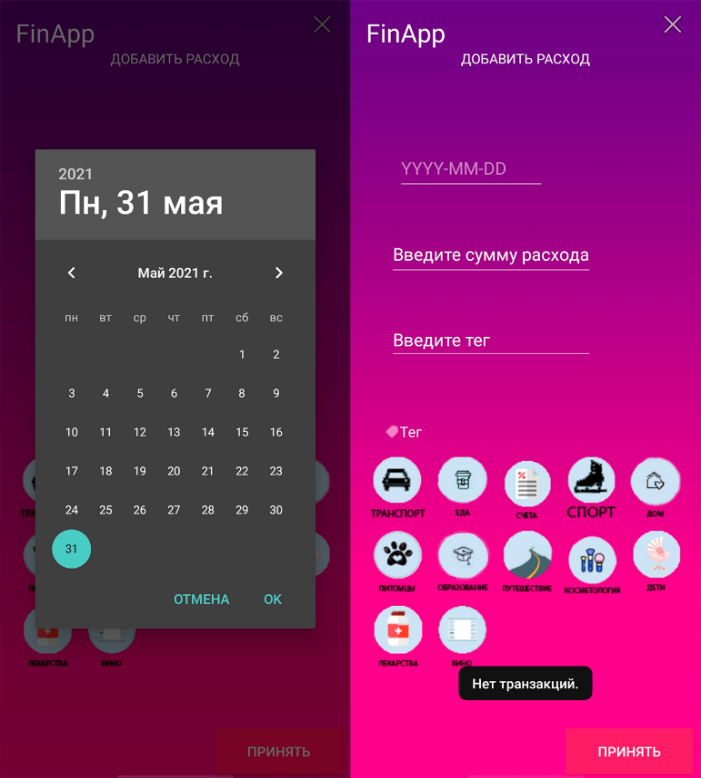 FinApp
ДОБАВИТЬ РАСХОД
2021
Пн, 31 мая
Май 2021 г.
пн вт ср чт пт сб вс
1 2
3 4 5 6 7 8 9
10 11 12 13 14 15 16
17 18 19 20 21 22 23
24 25 26 27 28 29 30
31
ОТМЕНА ОК
ЛЕКАРСТВА КИНО
ПРИНЯТЬ
FinApp
ДОБАВИТЬ РАСХОД
YYYY-MM-DD
Введите сумму расхода
Введите тег
Тег
ТРАНСПОРТ ЕДА СЧЕТА СПОРТ ДОМ
ПИТОМЦЫ ОБРАЗОВАНИЕ ПУТЕШЕСТВИЕ КОСМЕТОЛОГИЯ ДЕТИ
ЛЕКАРСТВА КИНО
Нет транзакций.
ПРИНЯТЬ